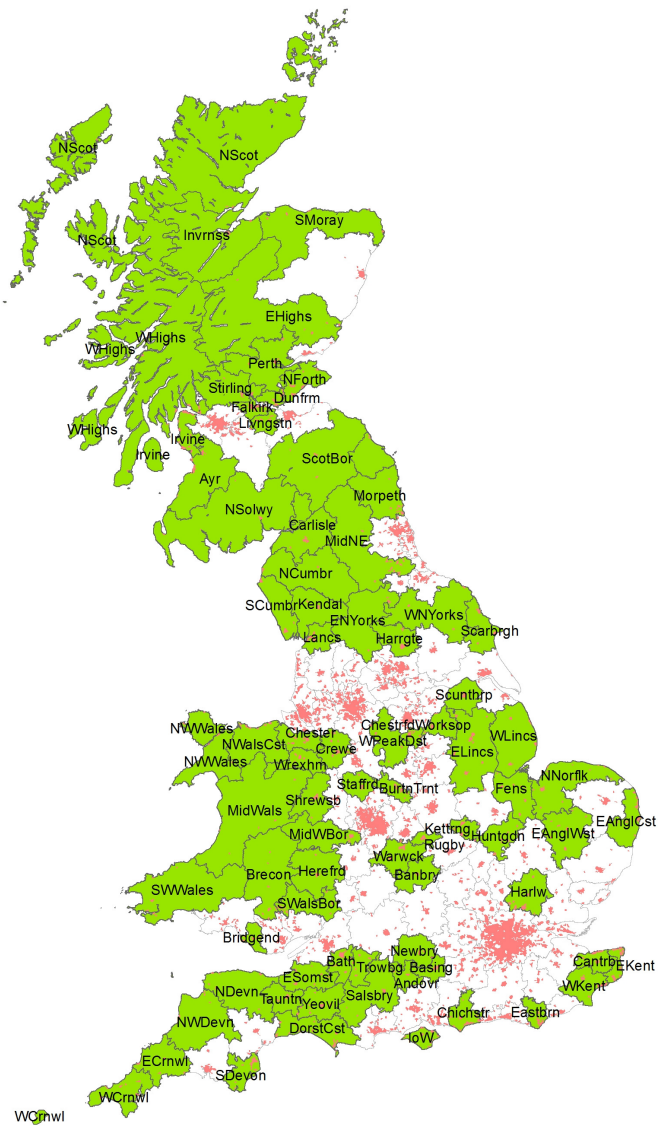 NScot
NScot
SMoray
Invrnss
NScot
EHighs
WHighs
WHighs
Perth
NForth
Stirling
Dunfrm
Falkirk
Livngstn
WHighs
Irvine
Irvine
ScotBor
Ayr
Morpeth
NSolwy
Carlisle
MidNE
NCumbr
SCumbr
Kendal
WNYorks
ENYorks
Scarbrgh
Lancs
Harrgte
Scunthrp
NWWales
Chestrfd
Worksop
Chester
WLincs
NWalsCst
WPeakDst
Crewe
ELincs
NWWales
Wrexhm
NNorflk
Staffrd
BurtnTrnt
Fens
Shrewsb
MidWals
EAnglCst
Kettrng
MidWBor
Huntgdn
EAnglWst
Rugby
Warwck
Brecon
Herefrd
Banbry
SWWales
Harlw
SWalsBor
Bridgend
Newbry
Bath
Cantrb
EKent
Trowbg
Basing
ESomst
Andovr
NDevn
Salsbry
WKent
Tauntn
Yeovil
Chichstr
Eastbrn
NWDevn
DorstCst
IoW
ECrnwl
SDevon
WCrnwl
WCrnwl